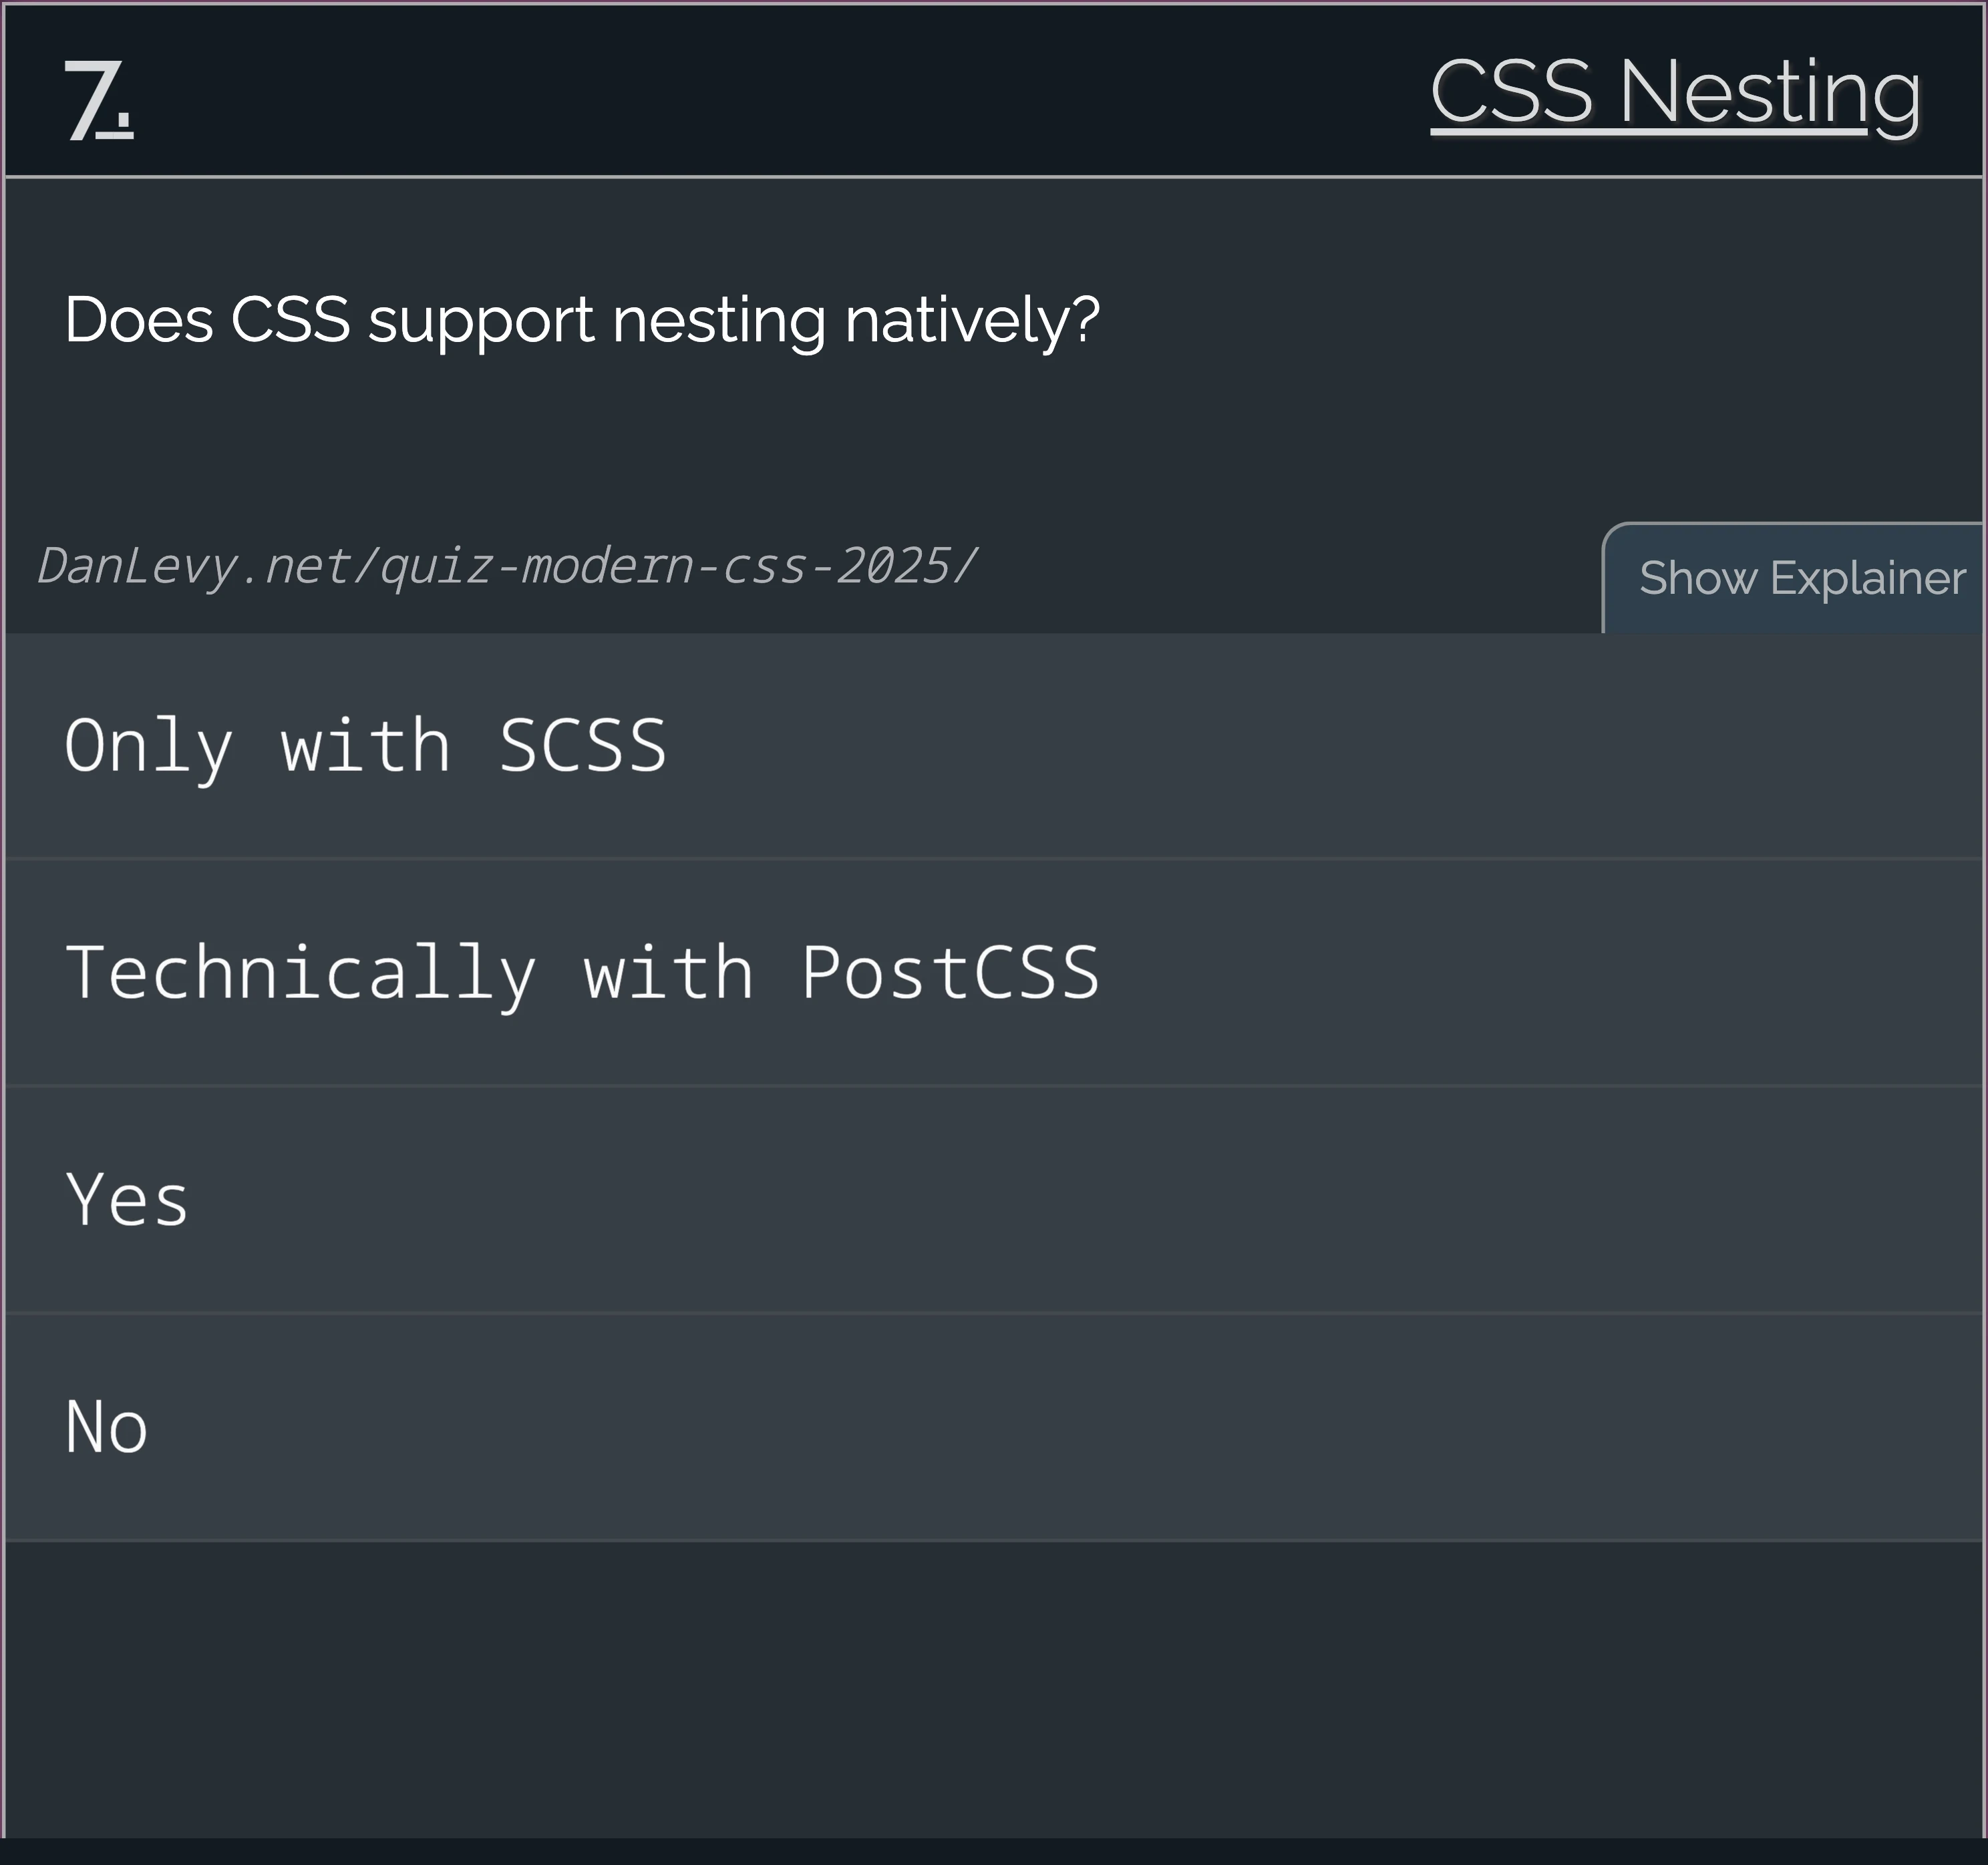 7.
CSS Nesting
Does CSS support nesting natively?
DanLevy.net/quiz-modern-css-2025/
Show Explainer
Only with SCSS
Technically with PostCSS
Yes
No